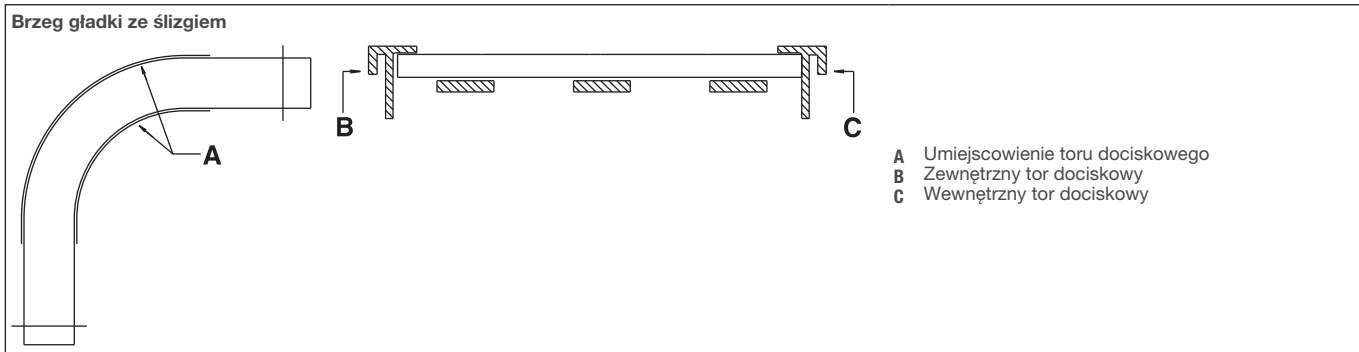 Brzeg gładki ze ślizgiem
A
B
C
A Umiejscowienie toru dociskowego
B Zewnętrzny tor dociskowy
C Wewnętrzny tor dociskowy